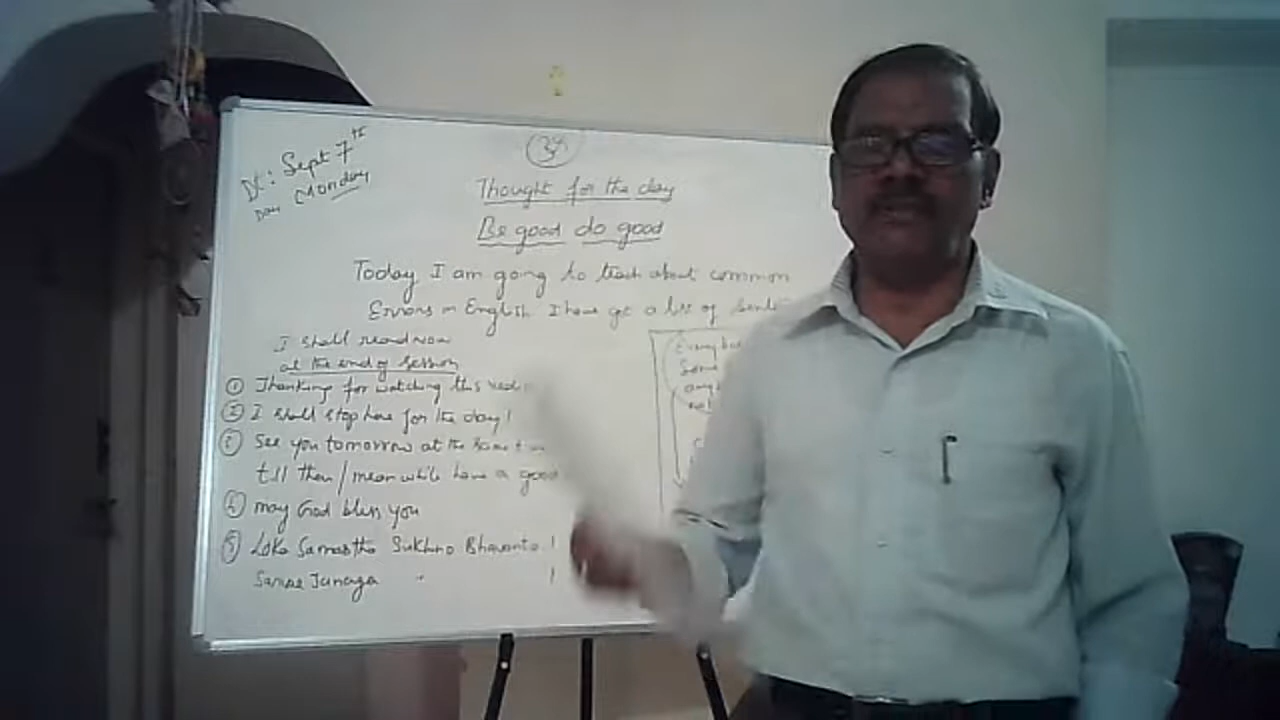 Dt: Sept 7th
Day Monday
Thought for the day
Be good do good
Today I am going to teach about common
Errors in English. I have got a list of
I shall read now
at the end of session
① Thanking for watching this
② I shall stop here for the day!
③ See you tomorrow at the same
till then/mean while have a good
④ may God bless you
⑤ Loka Samastha Sukhino Bhavantu!
Janaga " !